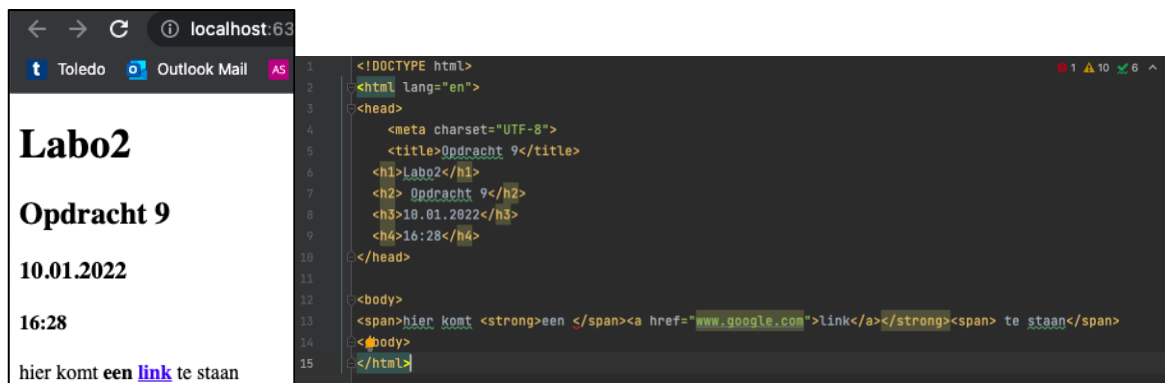 localhost:63
Toledo Outlook Mail AS
Labo2
Opdracht 9
10.01.2022
16:28
hier komt een link te staan
1 10 6
1 <!DOCTYPE html>
2 <html lang="en">
3 <head>
4 <meta charset="UTF-8">
5 <title>Opdracht 9</title>
6 <h1>Labo2</h1>
7 <h2> Opdracht 9</h2>
8 <h3>10.01.2022</h3>
9 <h4>16:28</h4>
10 </head>
11
12 <body>
13 <span>hier komt <strong>een </span><a href="www.google.com">link</a></strong><span> te staan</span>
14 </body>
15 </html>